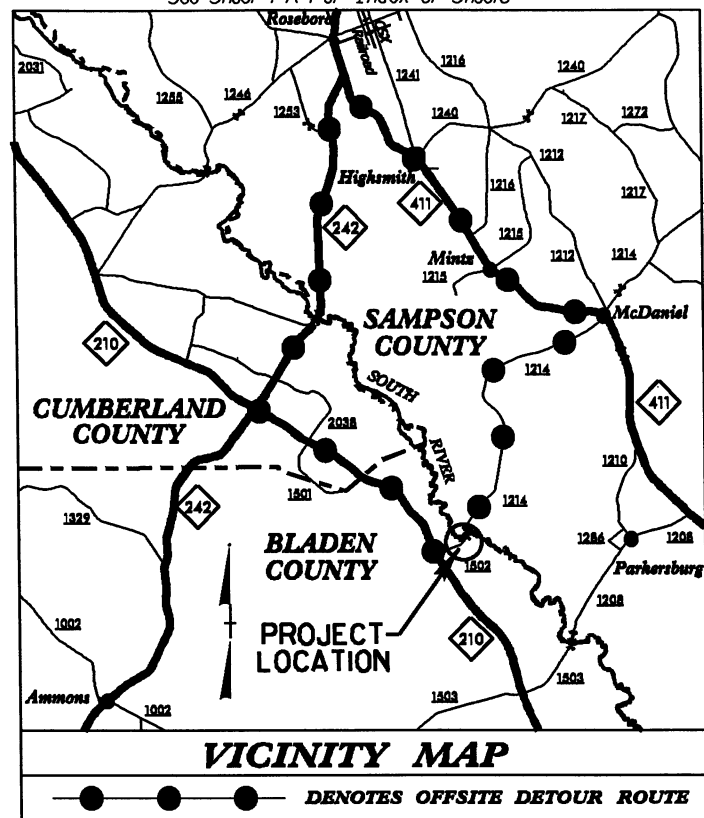 Roseboro
CSX
Railroad
2031
1255
1246
1253
1241
1216
1240
1240
1217
1272
1212
Highsmith
411
1216
1217
242
1215
1212
1214
Mintz
1215
McDaniel
SAMPSON
COUNTY
210
1214
SOUTH
RIVER
411
CUMBERLAND
COUNTY
2038
1210
1501
1214
242
1329
BLADEN
COUNTY
1502
1286
1208
Parkersburg
1208
PROJECT
LOCATION
1002
210
1503
Ammons
1002
1503
VICINITY MAP
DENOTES OFFSITE DETOUR ROUTE